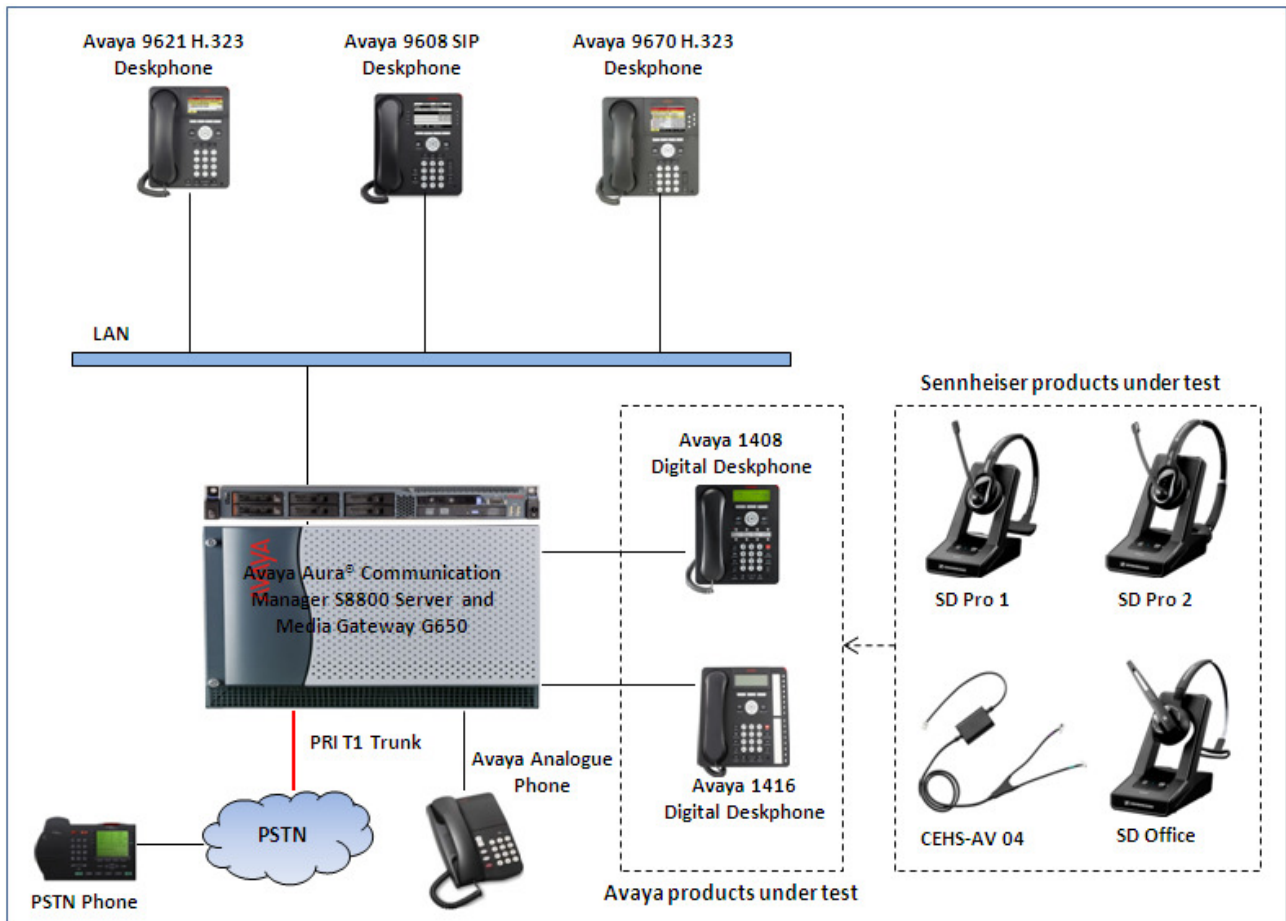 Avaya 9621 H.323
Deskphone
Avaya 9608 SIP
Deskphone
Avaya 9670 H.323
Deskphone
LAN
Sennheiser products under test
Avaya 1408
Digital Deskphone
SD Pro 1
SD Pro 2
AVAYA
Avaya Aura® Communication
Manager S8800 Server and
Media Gateway G650
PRI T1 Trunk
Avaya Analogue
Phone
Avaya 1416
Digital Deskphone
CEHS-AV 04
SD Office
PSTN
PSTN Phone
Avaya products under test